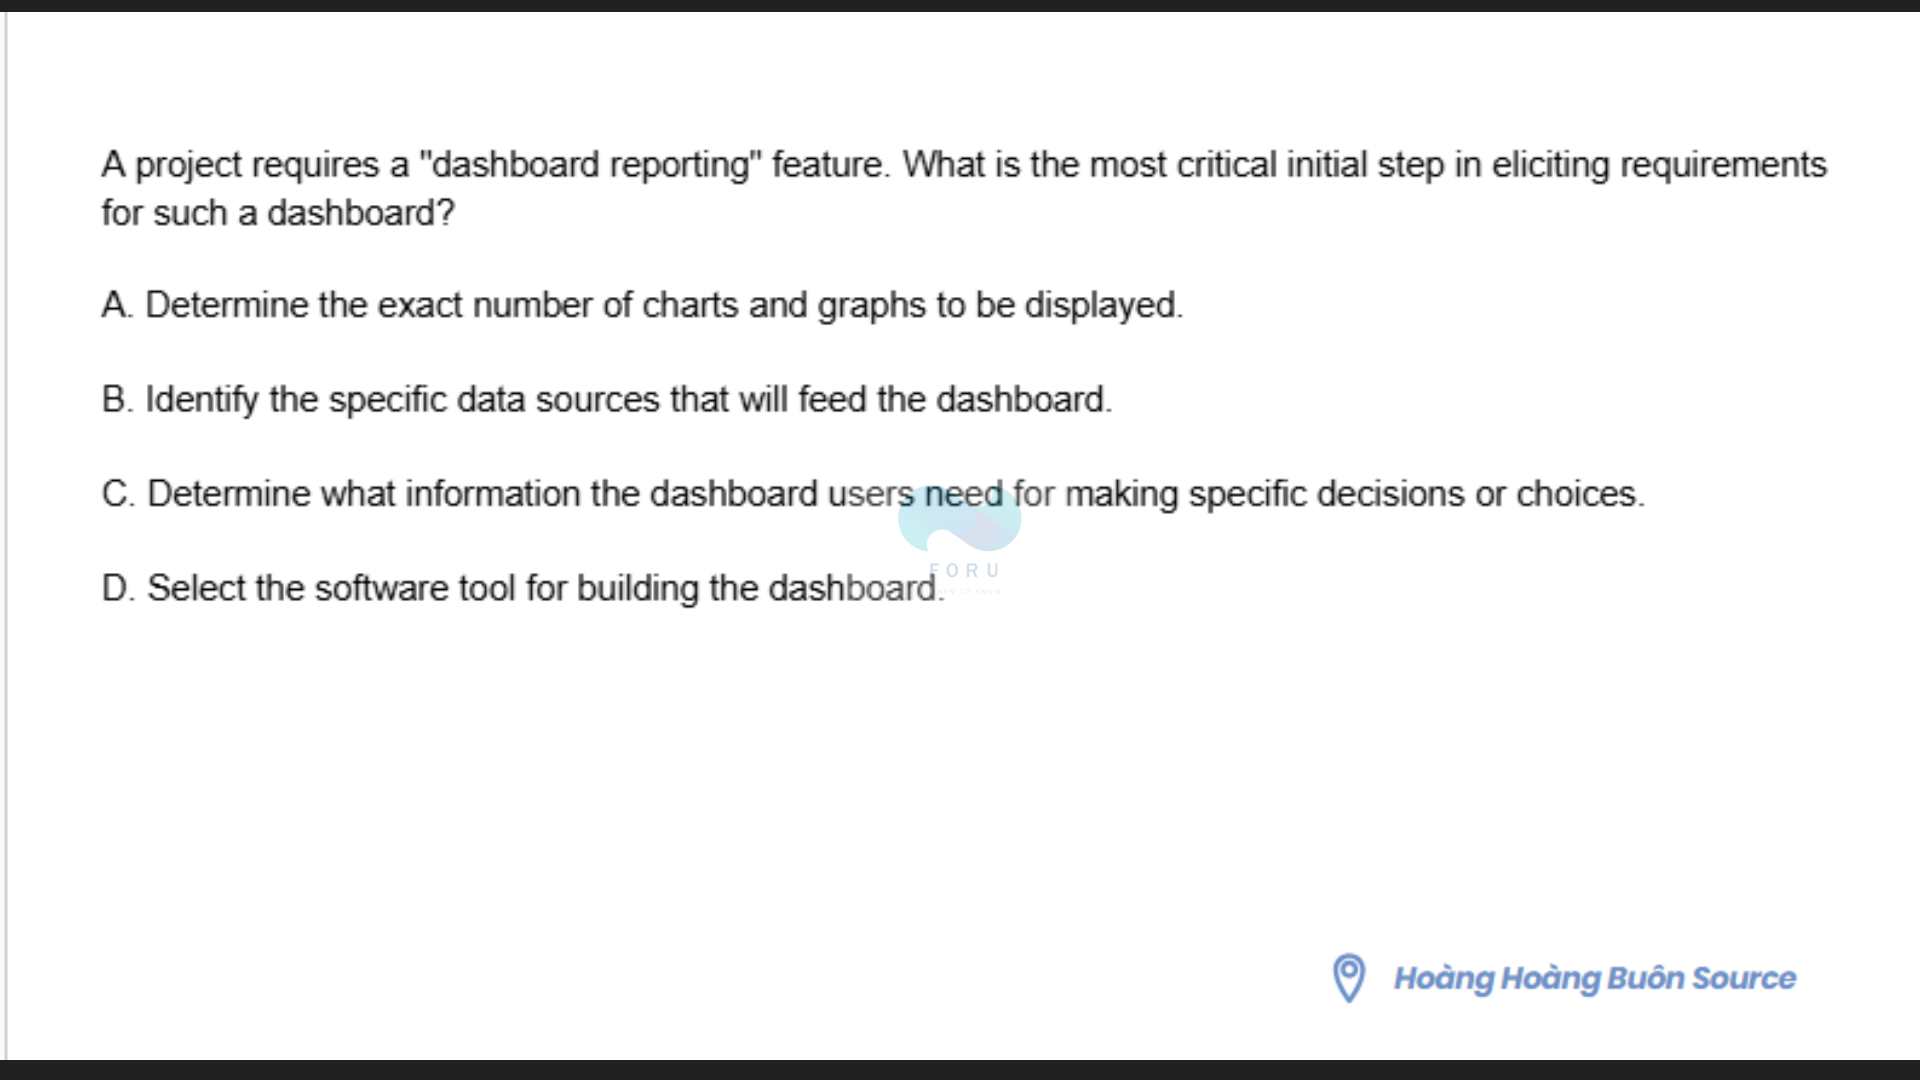 A project requires a "dashboard reporting" feature. What is the most critical initial step in eliciting requirements
for such a dashboard?
A. Determine the exact number of charts and graphs to be displayed.
B. Identify the specific data sources that will feed the dashboard.
C. Determine what information the dashboard users need for making specific decisions or choices.
D. Select the software tool for building the dashboard.
FORU
Hoàng Hoàng Buôn Source